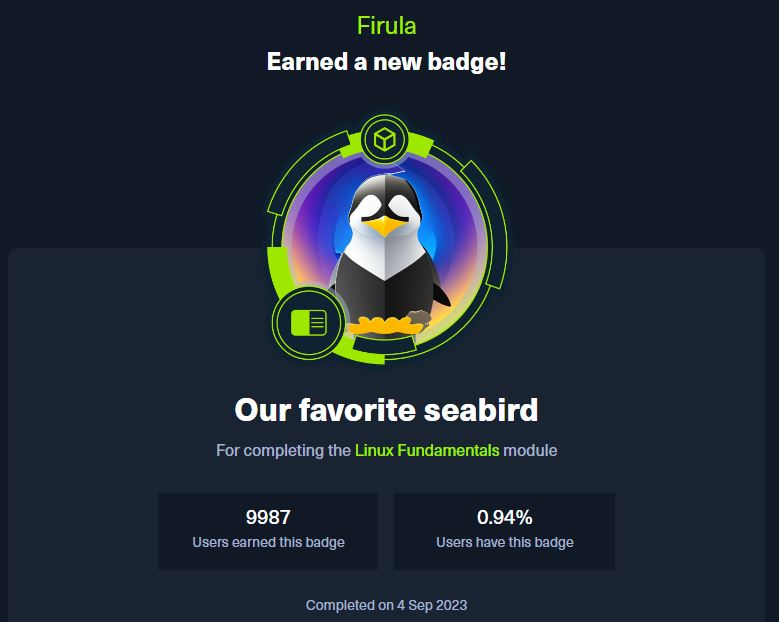 Firula
Earned a new badge!
Our favorite seabird
For completing the Linux Fundamentals module
9987
Users earned this badge
0.94%
Users have this badge
Completed on 4 Sep 2023